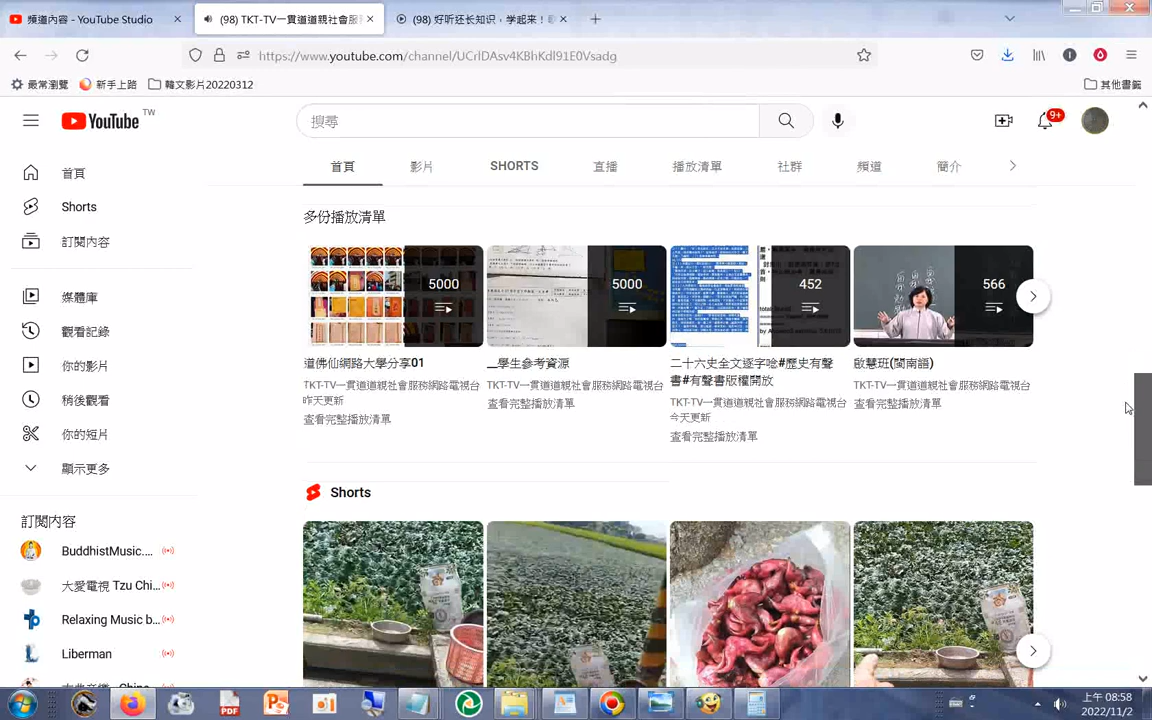 頻道內容 - YouTube Studio
(98) TKT-TV一貫道道親社會服務
(98) 好听还长知识，学起来！
https://www.youtube.com/channel/UCrlDAsv4KBhKdl91E0Vsadg
最常瀏覽
新手上路
韓文影片20220312
其他書籤
YouTube TW
搜尋
9+
首頁
影片
SHORTS
直播
播放清單
社群
頻道
簡介
首頁
Shorts
訂閱內容
媒體庫
觀看記錄
你的影片
稍後觀看
你的短片
顯示更多
訂閱內容
BuddhistMusic....
大愛電視 Tzu Chi...
Relaxing Music b...
Liberman
多份播放清單
5000
5000
452
566
道佛仙網路大學分享01
TKT-TV一貫道道親社會服務網路電視台
昨天更新
查看完整播放清單
__學生參考資源
TKT-TV一貫道道親社會服務網路電視台
查看完整播放清單
二十六史全文逐字唸#歷史有聲
書#有聲書版權開放
TKT-TV一貫道道親社會服務網路電視台
今天更新
查看完整播放清單
啟慧班(閩南語)
TKT-TV一貫道道親社會服務網路電視台
查看完整播放清單
Shorts
上午 08:58
2022/11/2